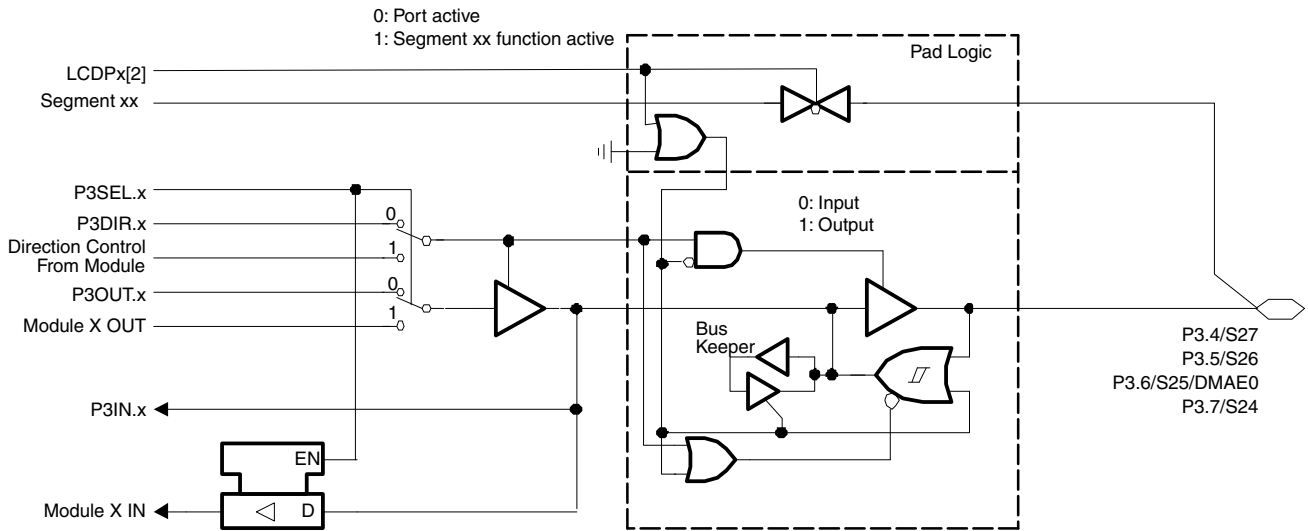 0: Port active
1: Segment xx function active
Pad Logic
LCDPx[2]
Segment xx
P3SEL.x
P3DIR.x
0
Direction Control
From Module
1
P3OUT.x
0
Module X OUT
1
0: Input
1: Output
Bus
Keeper
P3.4/S27
P3.5/S26
P3.6/S25/DMAE0
P3.7/S24
P3IN.x
EN
Module X IN
D